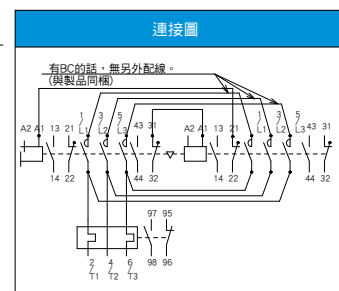 連接圖
有BC的話，無另外配線。
(與製品同梱)
1 3 5 1 3 5
A2 A1 13 21 L1 L2 L3 43 31 A2 A1 13 21 L1 L2 L3 43 31
14 22 44 32 14 22 44 32
97 95
2 4 6 98 96
T1 T2 T3